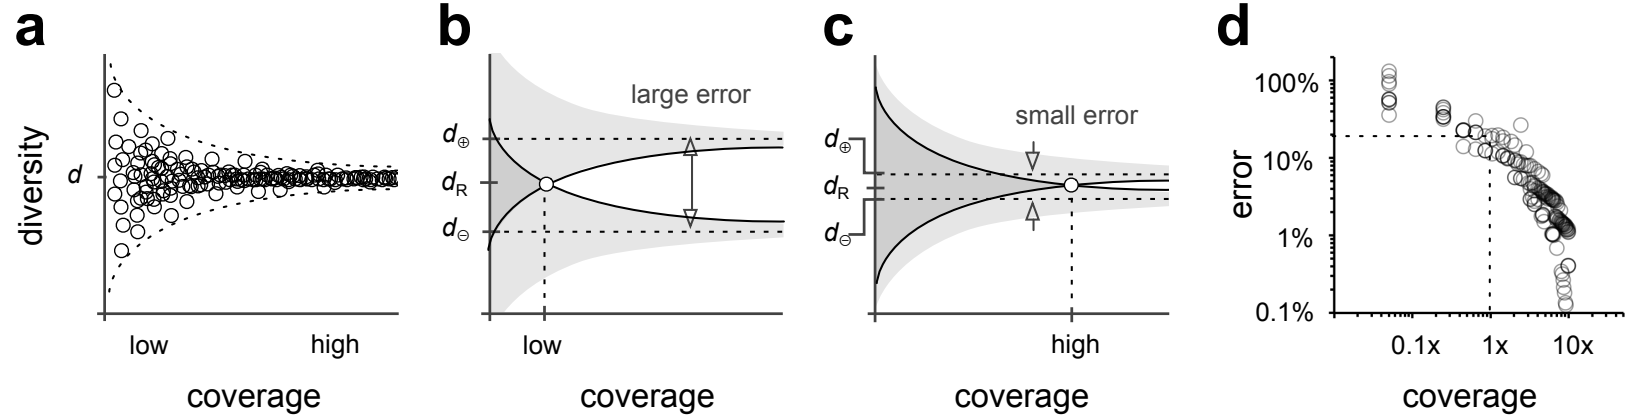 a
diversity
d
low
high
coverage
b
large error
d⊕
dR
d⊖
low
coverage
c
small error
d⊕
dR
d⊖
high
coverage
d
error
100%
10%
1%
0.1%
0.1x
1x
10x
coverage